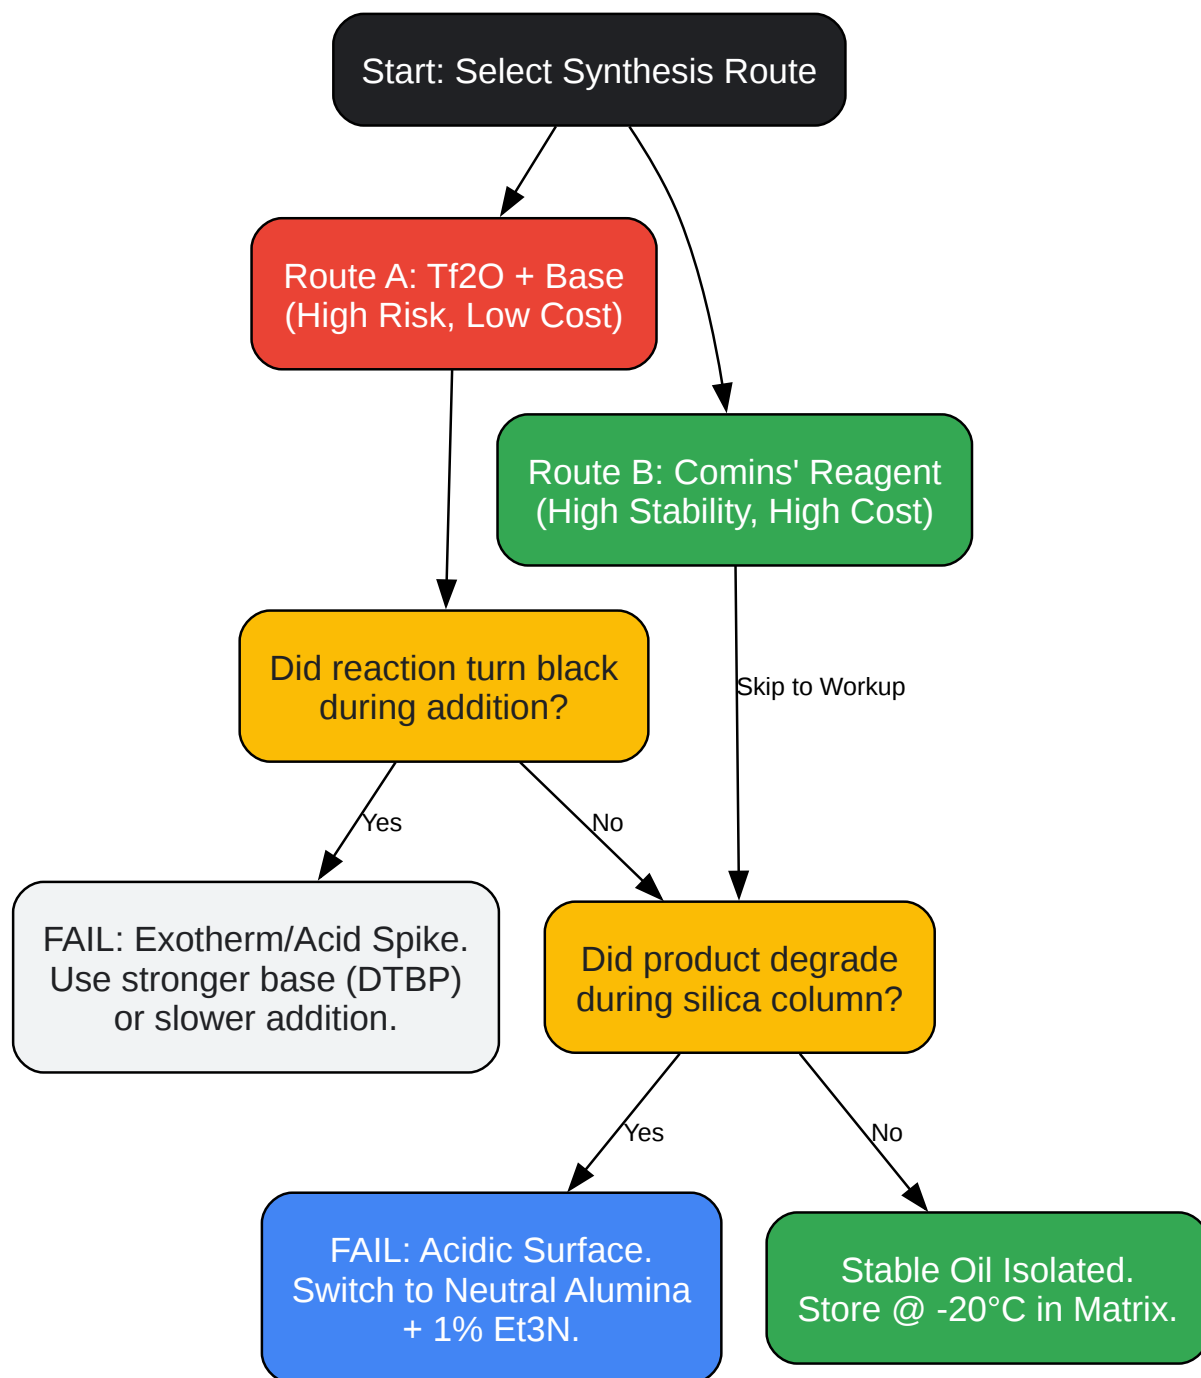 Start: Select Synthesis Route
Route A: Tf2O + Base
(High Risk, Low Cost)
Route B: Comins' Reagent
(High Stability, High Cost)
Did reaction turn black
during addition?
Skip to Workup
Yes
No
FAIL: Exotherm/Acid Spike.
Use stronger base (DTBP)
or slower addition.
Did product degrade
during silica column?
Yes
No
FAIL: Acidic Surface.
Switch to Neutral Alumina
+ 1% Et3N.
Stable Oil Isolated.
Store @ -20°C in Matrix.